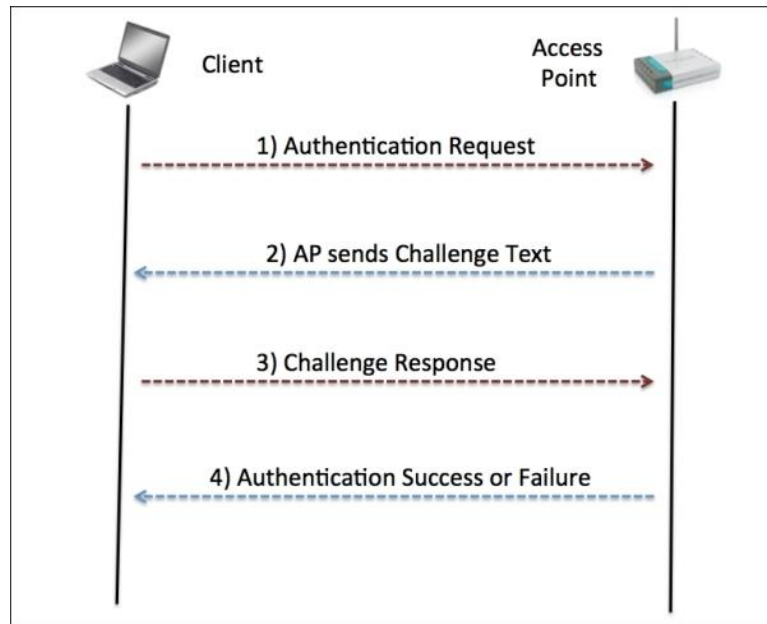 Client
Access
Point
1) Authentication Request
2) AP sends Challenge Text
3) Challenge Response
4) Authentication Success or Failure